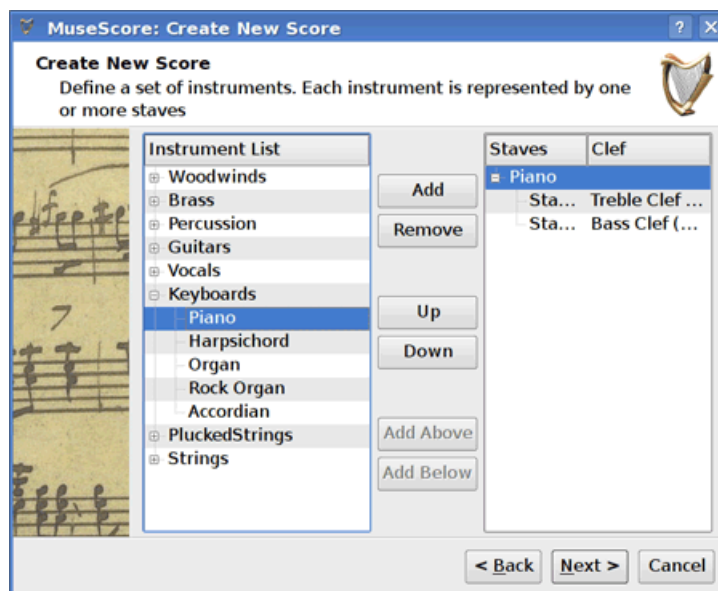 MuseScore: Create New Score
Create New Score
Define a set of instruments. Each instrument is represented by one
or more staves
Instrument List
Woodwinds
Brass
Percussion
Guitars
Vocals
Keyboards
Piano
Harpsichord
Organ
Rock Organ
Accordian
PluckedStrings
Strings
Add
Remove
Up
Down
Add Above
Add Below
Staves Clef
Piano
Sta... Treble Clef ...
Sta... Bass Clef (...
< Back Next > Cancel